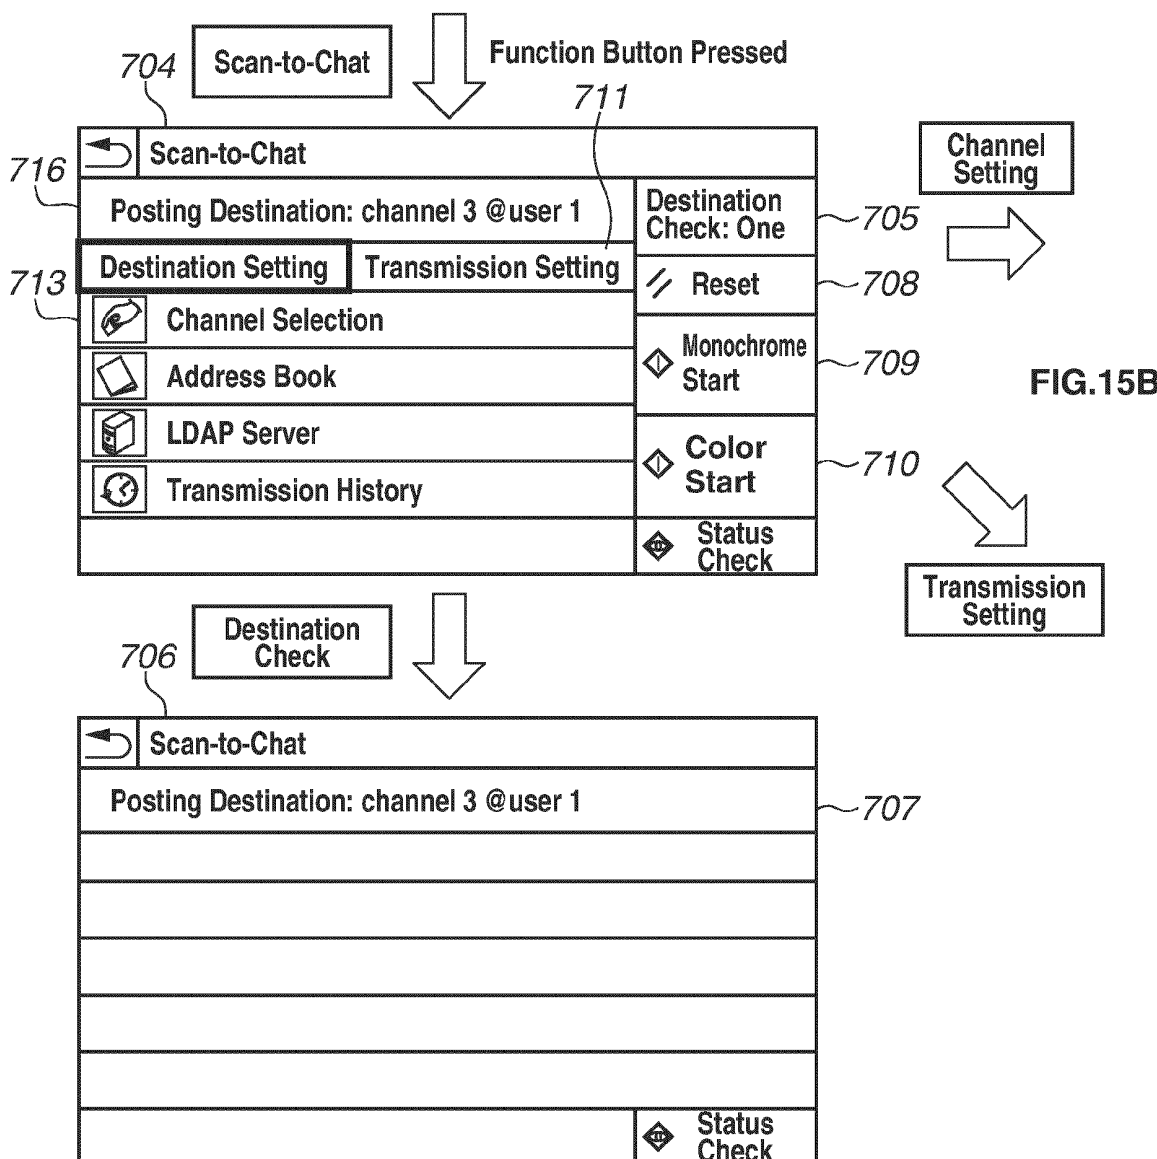 Scan-to-Chat
Function Button Pressed
704
711
Scan-to-Chat
Channel
Setting
716
Posting Destination: channel 3 @user 1
Destination
Check: One
705
Destination Setting
Transmission Setting
713
Reset
708
Channel Selection
Monochrome
Start
709
Address Book
FIG.15B
LDAP Server
Color
Start
710
Transmission History
Status
Check
Transmission
Setting
Destination
Check
706
Scan-to-Chat
Posting Destination: channel 3 @user 1
707
Status
Check